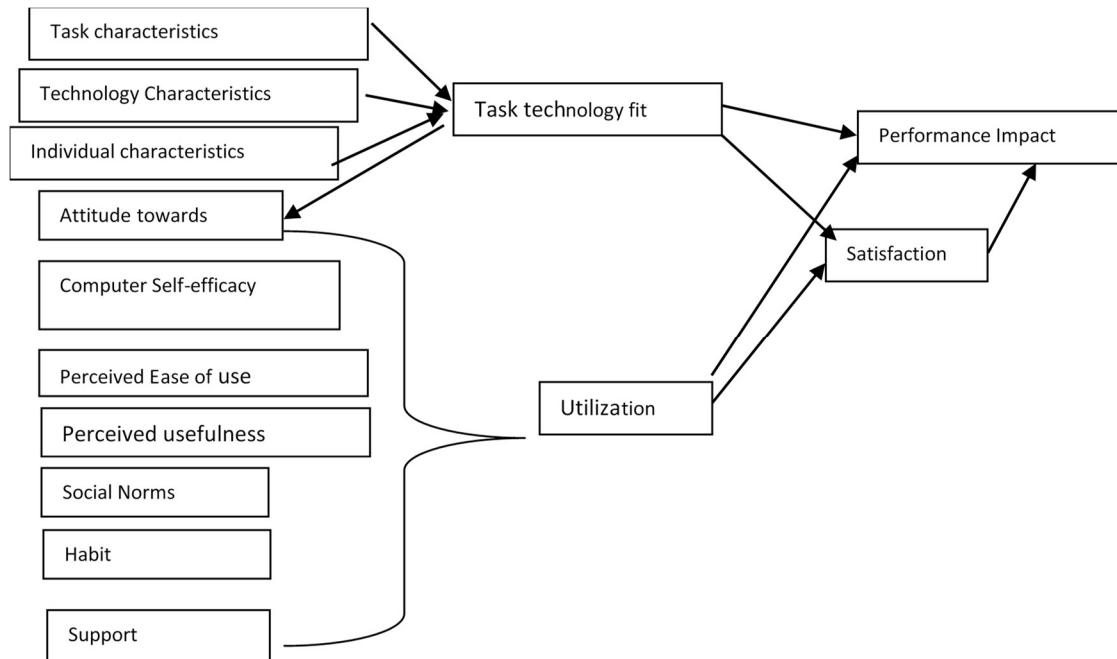 Task characteristics
Technology Characteristics
Individual characteristics
Attitude towards
Computer Self-efficacy
Perceived Ease of use
Perceived usefulness
Social Norms
Habit
Support
Task technology fit
Utilization
Performance Impact
Satisfaction